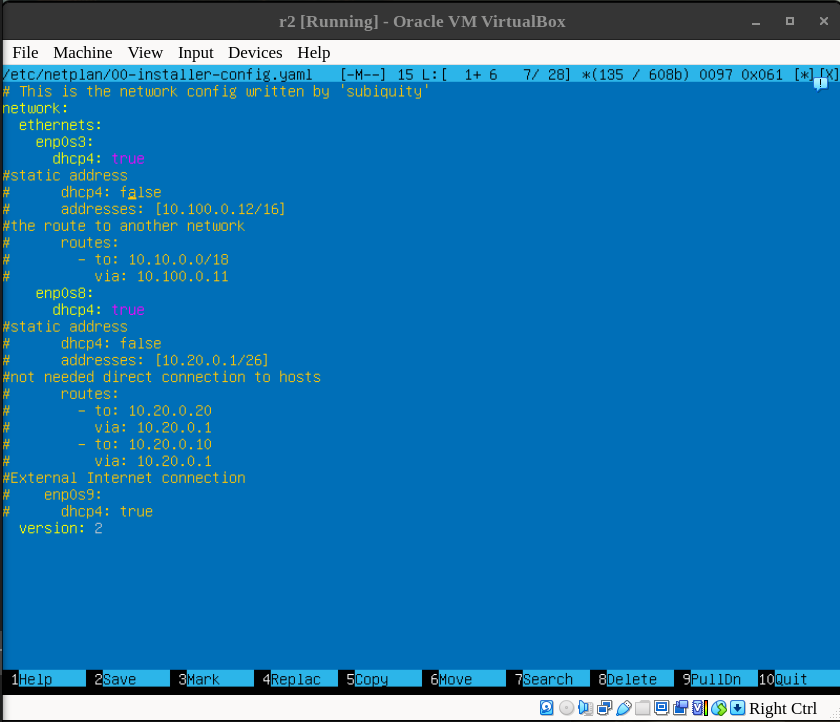 r2 [Running] - Oracle VM VirtualBox
File Machine View Input Devices Help
/etc/netplan/00-installer-config.yaml [-M--] 15 L:[ 1+ 6 7/ 28] *(135 / 608b) 0097 0x061 [*][X]
# This is the network config written by 'subiquity'
network:
  ethernets:
    enp0s3:
      dhcp4: true
#static address
#      dhcp4: false
#      addresses: [10.100.0.12/16]
#the route to another network
#      routes:
#        - to: 10.10.0.0/18
#          via: 10.100.0.11
    enp0s8:
      dhcp4: true
#static address
#      dhcp4: false
#      addresses: [10.20.0.1/26]
#not needed direct connection to hosts
#      routes:
#        - to: 10.20.0.20
#          via: 10.20.0.1
#        - to: 10.20.0.10
#          via: 10.20.0.1
#External Internet connection
#    enp0s9:
#      dhcp4: true
  version: 2
1Help 2Save 3Mark 4Replac 5Copy 6Move 7Search 8Delete 9PullDn 10Quit
Right Ctrl